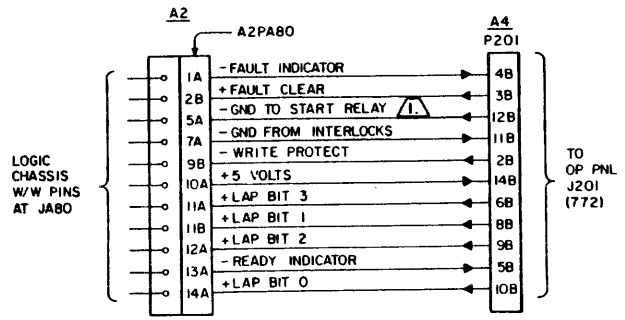 A2
A4
A2PA80
P201
1A - FAULT INDICATOR 4B
2B + FAULT CLEAR 3B
5A - GND TO START RELAY 1. 12B
7A - GND FROM INTERLOCKS 11B
9B - WRITE PROTECT 2B
10A +5 VOLTS 14B
11A + LAP BIT 3 6B
11B + LAP BIT 1 8B
12A + LAP BIT 2 9B
13A - READY INDICATOR 5B
14A + LAP BIT 0 10B
LOGIC
CHASSIS
W/W PINS
AT JA80
TO
OP PNL
J201
(772)